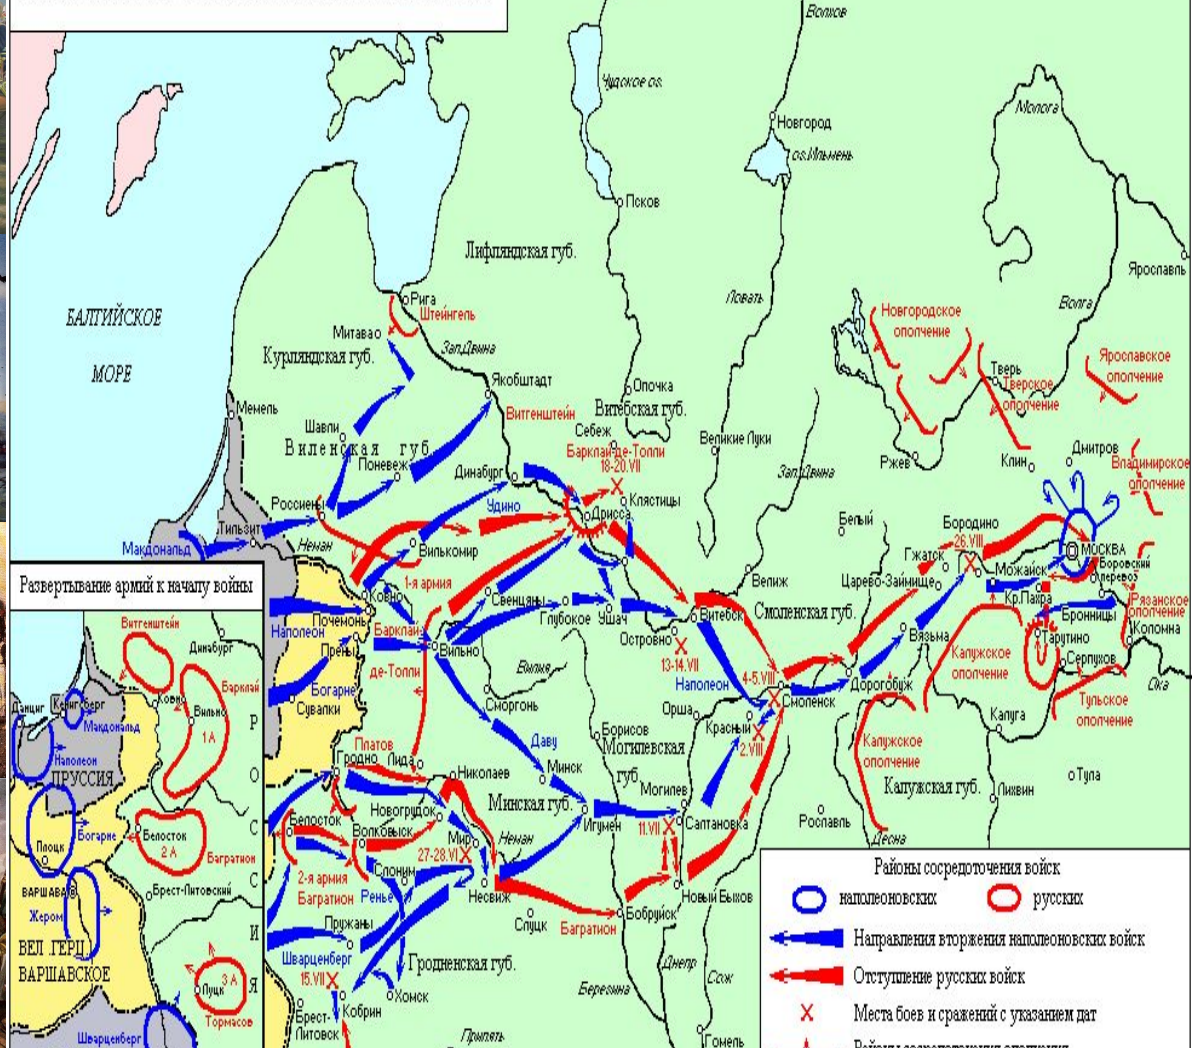 Волхов
Чудское оз.
Новгород
оз.Ильмень
Молога
Псков
Лифляндская губ.
Ярославль
Ловать
Волга
БАЛТИЙСКОЕ
МОРЕ
Рига
Штейнгель
Митава
Зап.Двина
Курляндская губ.
Новгородское
ополчение
Ярославское
ополчение
Тверь
Тверское
ополчение
Якобштадт
Опочка
Витебская губ.
Мемель
Витгенштейн
Шавли
Виленская губ.
Себеж
Барклай-де-Толли
18-20.VII
Великие Луки
Поневеж
Динабург
Зап.Двина
Ржев
Клин
Дмитров
Владимирское
ополчение
Россиены
Удино
Клястицы
Дрисса
Тильзит
Неман
Макдональд
Вилькомир
Белый
Бородино
26.VIII
Гжатск
МОСКВА
Можайск
Боровский
перевоз
Царево-Займище
Кр.Пахра
Развертывание армий к началу войны
1-я армия
Ковно
Свенцяны
Велиж
Рязанское
ополчение
Почемонь
Наполеон
Барклай-
де-Толли
Глубокое
Ушач
Витебск
Смоленская губ.
Бронницы
Коломна
Прены
Вильно
Островно
13-14.VII
Вязьма
Тарутино
Серпухов
Калужское
ополчение
Богарне
Сувалки
Вилия
Наполеон
4-5.VIII
Дорогобуж
Ока
Сморгонь
Орша
Красный
Смоленск
2.VIII
Тульское
ополчение
Калуга
Борисов
Могилевская
губ.
Даву
Калужское
ополчение
Платов
Гродно
Лида
Николаев
Минск
Тула
Минская губ.
Могилев
Калужская губ.
Лихвин
Новогрудок
Белосток
Волковыск
Неман
Игумен
11.VII
Салтановка
Рославль
Мир
27-28.VI
Десна
2-я армия
Багратион
Слоним
Ренье
Несвиж
Новый Быхов
Слуцк
Багратион
Бобруйск
Пружаны
Шварценберг
Гродненская губ.
Днепр
Сож
Березина
15.VII
Кобрин
Хомск
Брест-
Литовск
Припять
Гомель
Витгенштейн
Динабург
Ковно
Барклай
Данциг
Кенигсберг
Вильно
Макдональд
1 А
Наполеон
ПРУССИЯ
Богарне
Белосток
2 А
Плоцк
Багратион
ВАРШАВА
Брест-Литовский
Жером
ВЕЛ .ГЕРЦ.
ВАРШАВСКОЕ
Луцк
3 А
Тормасов
Шварценберг
РОССИЯ
Районы сосредоточения войск
наполеоновских
русских
Направления вторжения наполеоновских войск
Отступление русских войск
Места боев и сражений с указанием дат